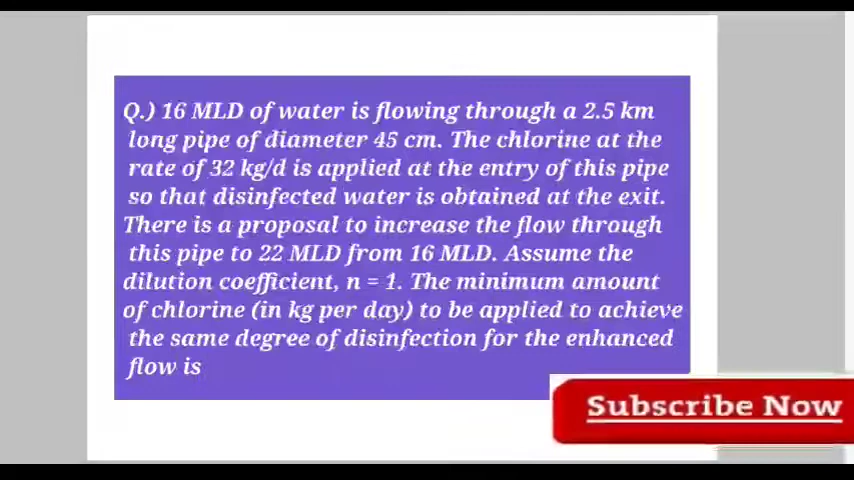 Q.) 16 MLD of water is flowing through a 2.5 km
long pipe of diameter 45 cm. The chlorine at the
rate of 32 kg/d is applied at the entry of this pipe
so that disinfected water is obtained at the exit.
There is a proposal to increase the flow through
this pipe to 22 MLD from 16 MLD. Assume the
dilution coefficient, n = 1. The minimum amount
of chlorine (in kg per day) to be applied to achieve
the same degree of disinfection for the enhanced
flow is
Subscribe Now